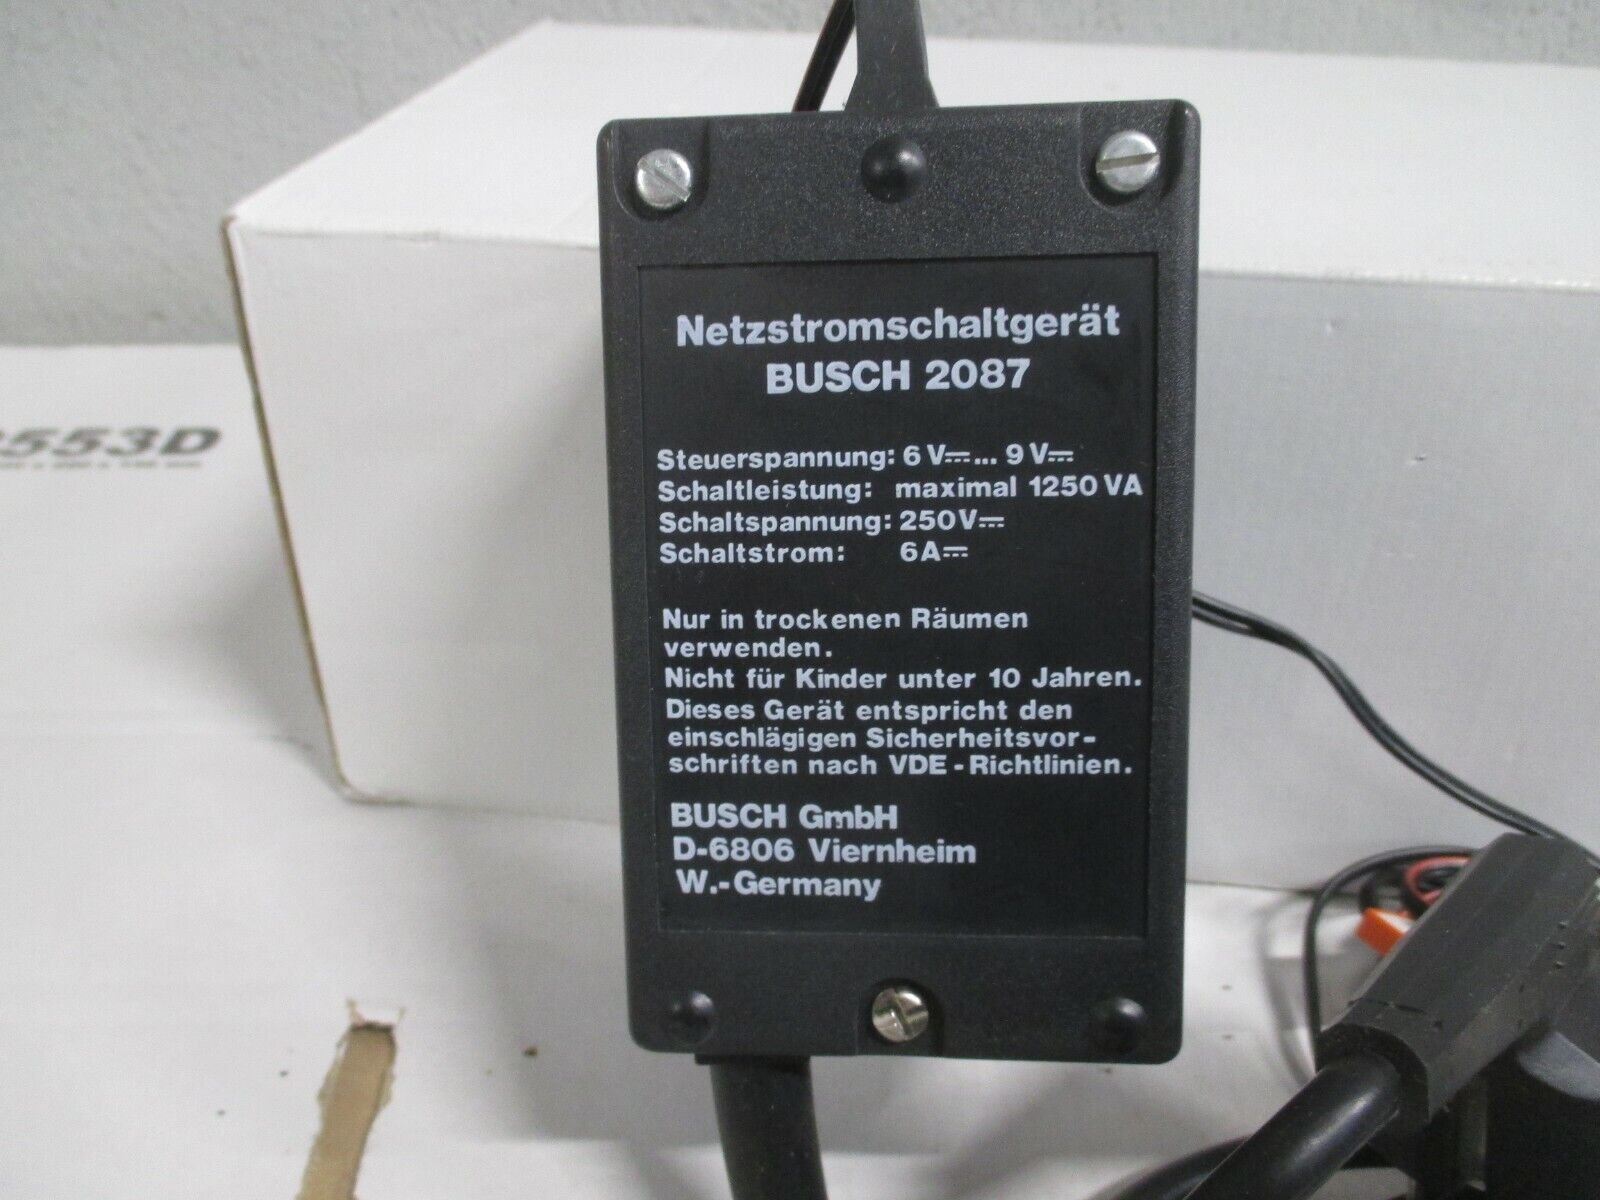 Netzstromschaltgerät
BUSCH 2087
Steuerspannung: 6 V⎓... 9 V⎓
Schaltleistung: maximal 1250 VA
Schaltspannung: 250V⎓
Schaltstrom: 6A⎓
Nur in trockenen Räumen
verwenden.
Nicht für Kinder unter 10 Jahren.
Dieses Gerät entspricht den
einschlägigen Sicherheitsvor-
schriften nach VDE-Richtlinien.
BUSCH GmbH
D-6806 Viernheim
W.-Germany
553D